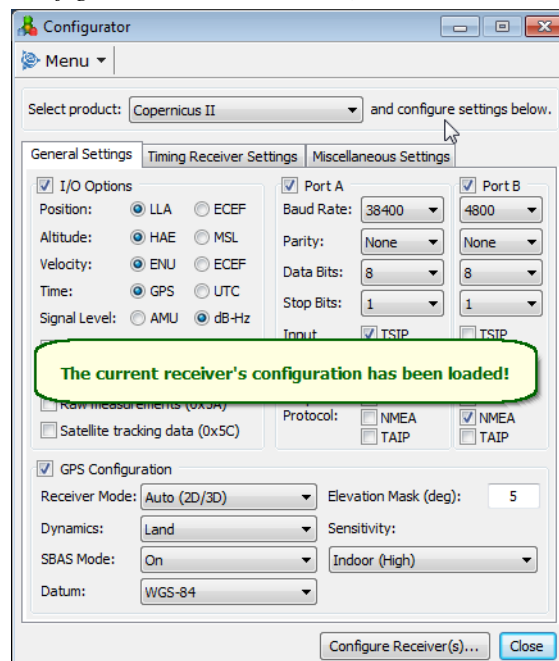 Configurator
Menu
Select product: Copernicus II and configure settings below.
General Settings Timing Receiver Settings Miscellaneous Settings
I/O Options Port A Port B
Position: LLA ECEF Baud Rate: 38400 4800
Altitude: HAE MSL Parity: None None
Velocity: ENU ECEF Data Bits: 8 8
Time: GPS UTC Stop Bits: 1 1
Signal Level: AMU dB-Hz
Input TSIP TSIP
The current receiver's configuration has been loaded!
Raw measurements (0x5A)
Protocol: NMEA NMEA
Satellite tracking data (0x5C) TAIP TAIP
GPS Configuration
Receiver Mode: Auto (2D/3D) Elevation Mask (deg): 5
Dynamics: Land Sensitivity:
SBAS Mode: On Indoor (High)
Datum: WGS-84
Configure Receiver(s)... Close